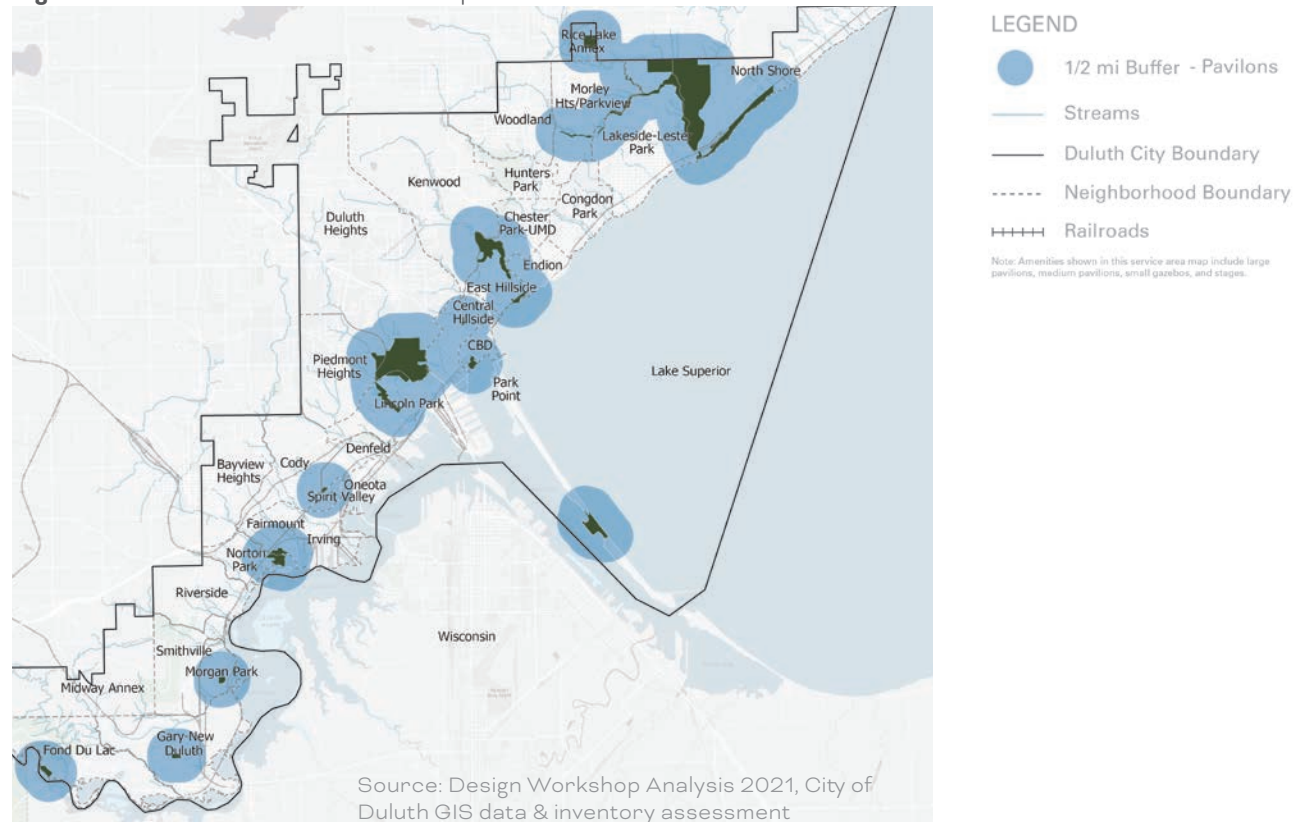 Rice Lake
Annex
North Shore
Morley
Hts/Parkview
Woodland
Lakeside-Leste
Park
Hunters
Park
Kenwood
Congdon
Park
Duluth
Heights
Chester
Park-UMD
Endion
East Hillside
Central
Hillside
CBD
Piedmont
Heights
Park
Point
Lake Superior
Lincoln Park
Denfeld
Bayview
Heights
Cody
Oneota
Spirit Valley
Fairmount
Irving
Norton
Park
Riverside
Wisconsin
Smithville
Morgan Park
Midway Annex
Gary-New
Duluth
Fond Du Lac
Source: Design Workshop Analysis 2021, City of
Duluth GIS data & inventory assessment
LEGEND
1/2 mi Buffer - Pavilons
Streams
Duluth City Boundary
Neighborhood Boundary
Railroads
Note: Amenities shown in this service area map include large
pavilions, medium pavilions, small gazebos, and stages.